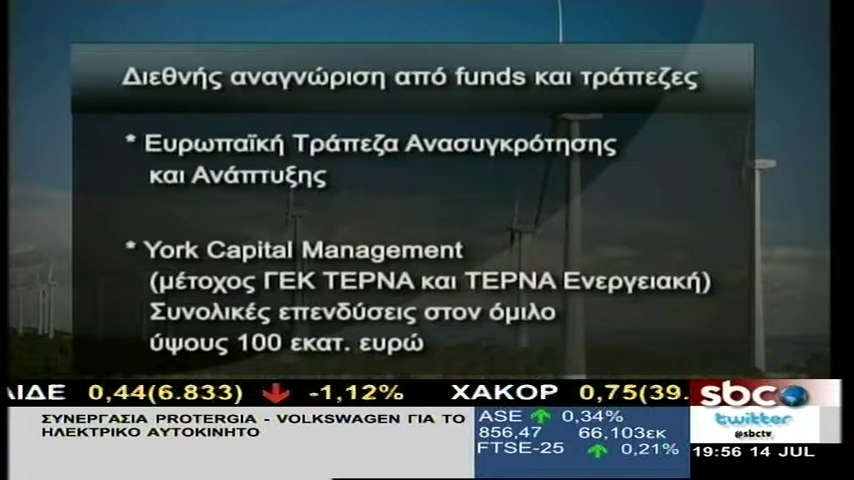 Διεθνής αναγνώριση από funds και τράπεζες
* Ευρωπαϊκή Τράπεζα Ανασυγκρότησης
και Ανάπτυξης
* York Capital Management
(μέτοχος ΓΕΚ ΤΕΡΝΑ και ΤΕΡΝΑ Ενεργειακή)
Συνολικές επενδύσεις στον όμιλο
ύψους 100 εκατ. ευρώ
ΛΙΔΕ 0,44(6.833) -1,12% ΧΑΚΟΡ 0,75(39.
sbc
ΣΥΝΕΡΓΑΣΙΑ PROTERGIA - VOLKSWAGEN ΓΙΑ ΤΟ
ΗΛΕΚΤΡΙΚΟ ΑΥΤΟΚΙΝΗΤΟ
ASE 0,34%
856,47 66,103εκ
FTSE-25 0,21%
twitter
@sbctv
19:56 14 JUL